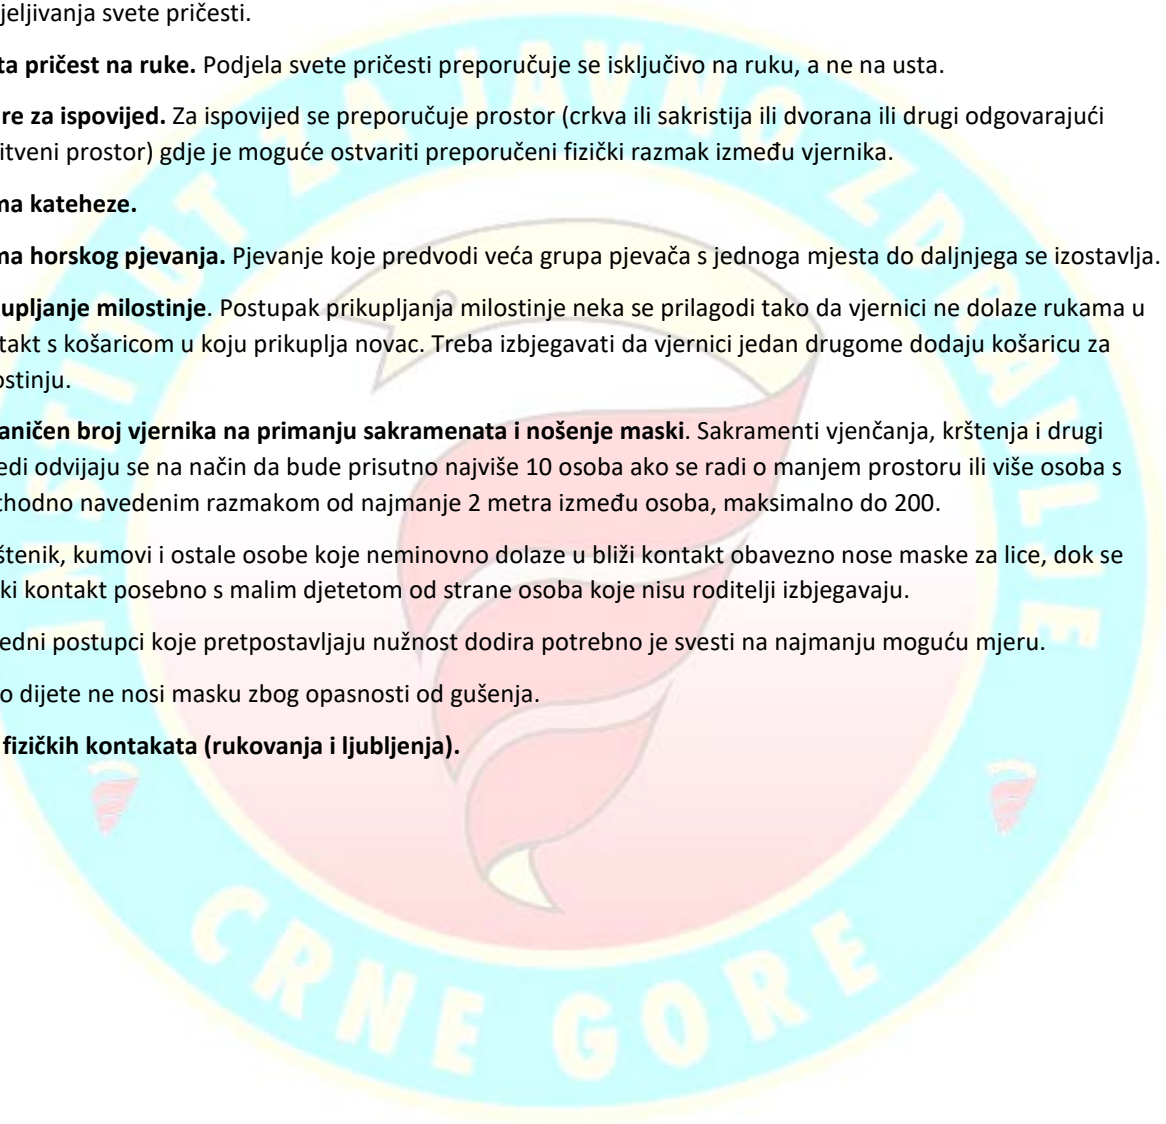 jeljivanja svete pričesti.
ta pričest na ruke. Podjela svete pričesti preporučuje se isključivo na ruku, a ne na usta.
re za ispovijed. Za ispovijed se preporučuje prostor (crkva ili sakristija ili dvorana ili drugi odgovarajući
itveni prostor) gdje je moguće ostvariti preporučeni fizički razmak između vjernika.
na kateheze.
na horskog pjevanja. Pjevanje koje predvodi veća grupa pjevača s jednoga mjesta do daljnjega se izostavlja.
upljanje milostinje. Postupak prikupljanja milostinje neka se prilagodi tako da vjernici ne dolaze rukama u
takt s košaricom u koju prikuplja novac. Treba izbjegavati da vjernici jedan drugome dodaju košaricu za
ostinju.
aničen broj vjernika na primanju sakramenata i nošenje maski. Sakramenti vjenčanja, krštenja i drugi
edi odvijaju se na način da bude prisutno najviše 10 osoba ako se radi o manjem prostoru ili više osoba s
thodno navedenim razmakom od najmanje 2 metra između osoba, maksimalno do 200.
štenik, kumovi i ostale osobe koje neminovno dolaze u bliži kontakt obavezno nose maske za lice, dok se
ki kontakt posebno s malim djetetom od strane osoba koje nisu roditelji izbjegavaju.
edni postupci koje pretpostavljaju nužnost dodira potrebno je svesti na najmanju moguću mjeru.
o dijete ne nosi masku zbog opasnosti od gušenja.
fizičkih kontakata (rukovanja i ljubljenja).
INSTITUT ZA JAVNO ZDRAVLJE
CRNE GORE